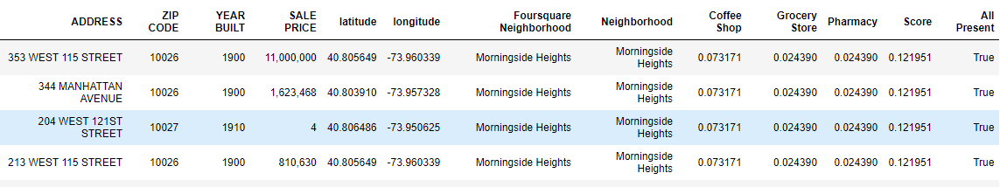 ADDRESS ZIP CODE YEAR BUILT SALE PRICE latitude longitude Foursquare Neighborhood Neighborhood Coffee Shop Grocery Store Pharmacy Score All Present
353 WEST 115 STREET 10026 1900 11,000,000 40.805649 -73.960339 Morningside Heights Morningside Heights 0.073171 0.024390 0.024390 0.121951 True
344 MANHATTAN AVENUE 10026 1900 1,623,468 40.803910 -73.957328 Morningside Heights Morningside Heights 0.073171 0.024390 0.024390 0.121951 True
204 WEST 121ST STREET 10027 1910 4 40.806486 -73.950625 Morningside Heights Morningside Heights 0.073171 0.024390 0.024390 0.121951 True
213 WEST 115 STREET 10026 1900 810,630 40.805649 -73.960339 Morningside Heights Morningside Heights 0.073171 0.024390 0.024390 0.121951 True